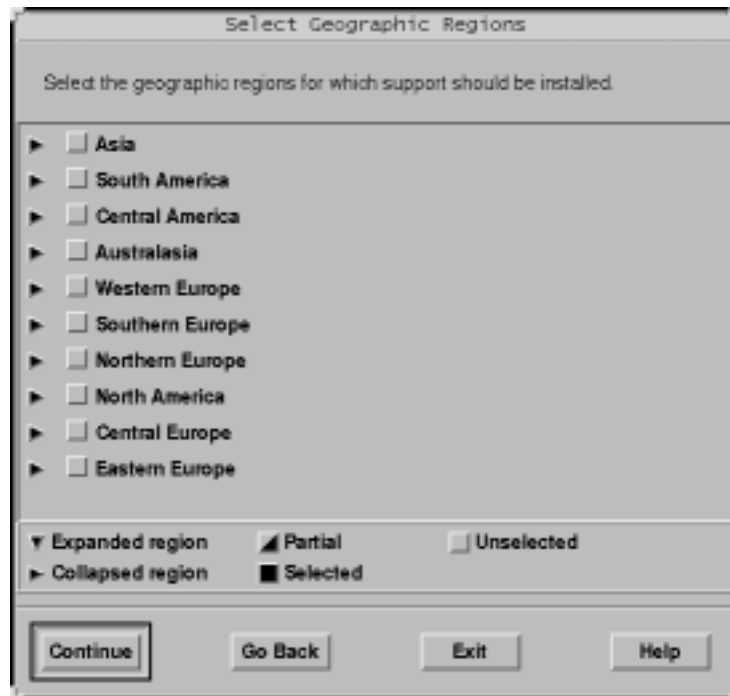 Select Geographic Regions
Select the geographic regions for which support should be installed.
Asia
South America
Central America
Australasia
Western Europe
Southern Europe
Northern Europe
North America
Central Europe
Eastern Europe
Expanded region Partial Unselected
Collapsed region Selected
Continue Go Back Exit Help